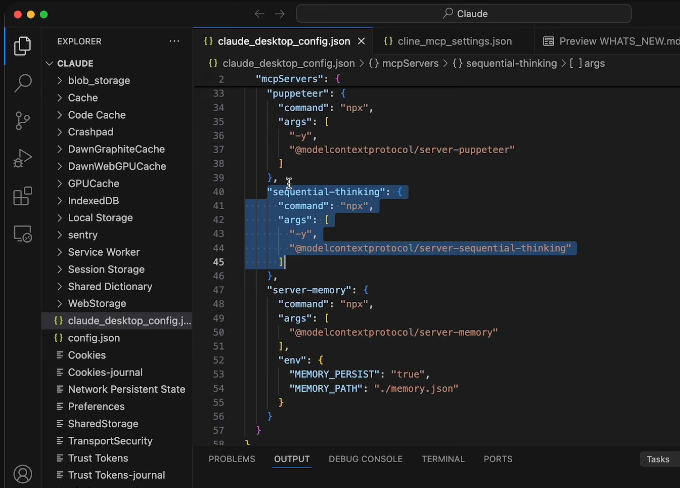 Claude
EXPLORER
CLAUDE
blob_storage
Cache
Code Cache
Crashpad
DawnGraphiteCache
DawnWebGPUCache
GPUCache
IndexedDB
Local Storage
sentry
Service Worker
Session Storage
Shared Dictionary
WebStorage
{} claude_desktop_config.j...
{} config.json
Cookies
Cookies-journal
Network Persistent State
Preferences
SharedStorage
TransportSecurity
Trust Tokens
Trust Tokens-journal
{} claude_desktop_config.json × {} cline_mcp_settings.json Preview WHATS_NEW.md
{} claude_desktop_config.json > {} mcpServers > {} sequential-thinking > [ ] args
2 "mcpServers": {
33 "puppeteer": {
34 "command": "npx",
35 "args": [
36 "-y",
37 "@modelcontextprotocol/server-puppeteer"
38 ]
39 },
40 "sequential-thinking": {
41 "command": "npx",
42 "args": [
43 "-y",
44 "@modelcontextprotocol/server-sequential-thinking"
45 ]
46 },
47 "server-memory": {
48 "command": "npx",
49 "args": [
50 "@modelcontextprotocol/server-memory"
51 ],
52 "env": {
53 "MEMORY_PERSIST": "true",
54 "MEMORY_PATH": "./memory.json"
55 }
56 }
57 }
58 }
PROBLEMS OUTPUT DEBUG CONSOLE TERMINAL PORTS Tasks